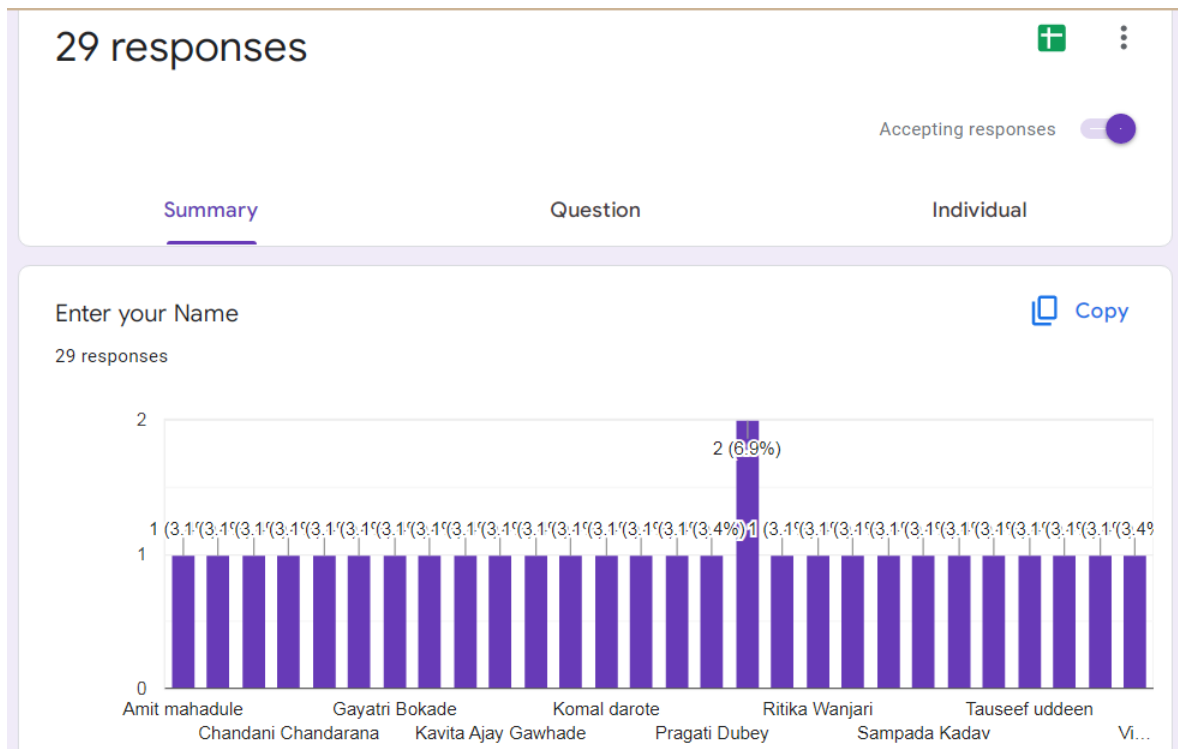 29 responses
Accepting responses
Summary Question Individual
Enter your Name
Copy
29 responses
2
2 (6.9%)
1
0
Amit mahadule Gayatri Bokade Komal darote Ritika Wanjari Tauseef uddeen
Chandani Chandarana Kavita Ajay Gawhade Pragati Dubey Sampada Kadav Vi...